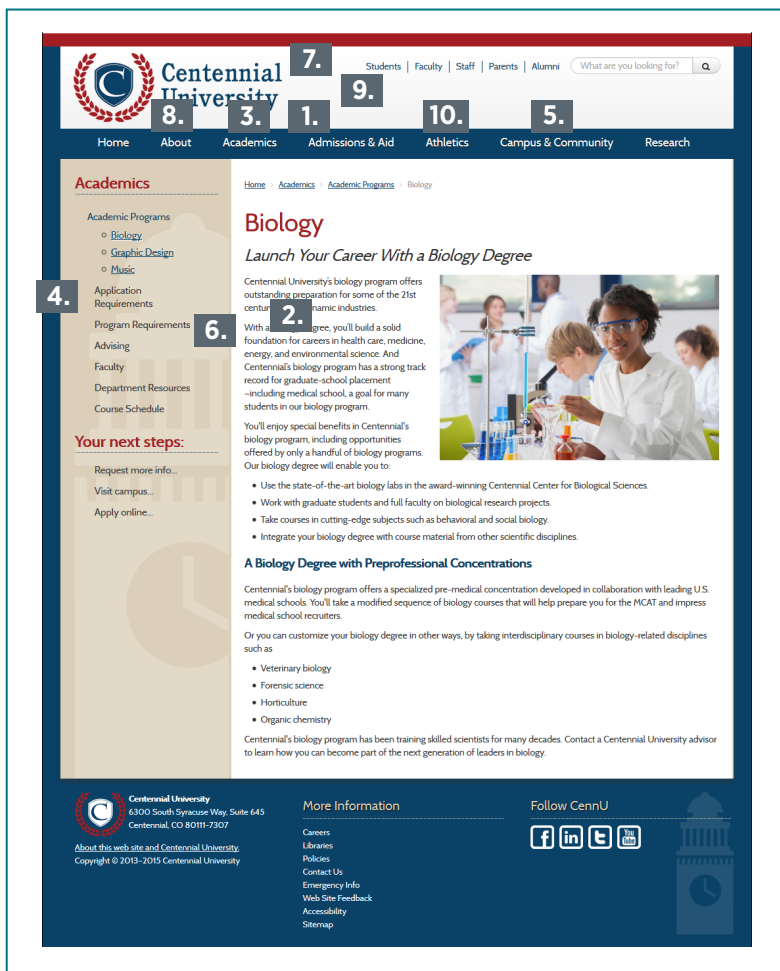 7.
Centennial
University
Students | Faculty | Staff | Parents | Alumni
What are you looking for?
9.
8.
3.
1.
10.
5.
Home
About
Academics
Admissions & Aid
Athletics
Campus & Community
Research
Academics
Academic Programs
Biology
Graphic Design
Music
4.
Application
Requirements
Program Requirements
6.
Advising
Faculty
Department Resources
Course Schedule
Your next steps:
Request more info...
Visit campus...
Apply online...
Home > Academics > Academic Programs > Biology
Biology
Launch Your Career With a Biology Degree
Centennial University's biology program offers
outstanding preparation for some of the 21st
2.
With a
you'll build a solid
foundation for careers in health care, medicine,
energy, and environmental science. And
Centennial's biology program has a strong track
record for graduate-school placement
—including medical school, a goal for many
students in our biology program.
You'll enjoy special benefits in Centennial's
biology program, including opportunities
offered by only a handful of biology programs.
Our biology degree will enable you to:
• Use the state-of-the-art biology labs in the award-winning Centennial Center for Biological Sciences.
• Work with graduate students and full faculty on biological research projects.
• Take courses in cutting-edge subjects such as behavioral and social biology.
• Integrate your biology degree with course material from other scientific disciplines.
A Biology Degree with Preprofessional Concentrations
Centennial's biology program offers a specialized pre-medical concentration developed in collaboration with leading U.S.
medical schools. You'll take a modified sequence of biology courses that will help prepare you for the MCAT and impress
medical school recruiters.
Or you can customize your biology degree in other ways, by taking interdisciplinary courses in biology-related disciplines
such as
• Veterinary biology
• Forensic science
• Horticulture
• Organic chemistry
Centennial's biology program has been training skilled scientists for many decades. Contact a Centennial University advisor
to learn how you can become part of the next generation of leaders in biology.
Centennial University
6300 South Syracuse Way, Suite 645
Centennial, CO 80111-7307
About this web site and Centennial University.
Copyright © 2013–2015 Centennial University
More Information
Careers
Libraries
Policies
Contact Us
Emergency Info
Web Site Feedback
Accessibility
Sitemap
Follow CennU
f in t You Tube